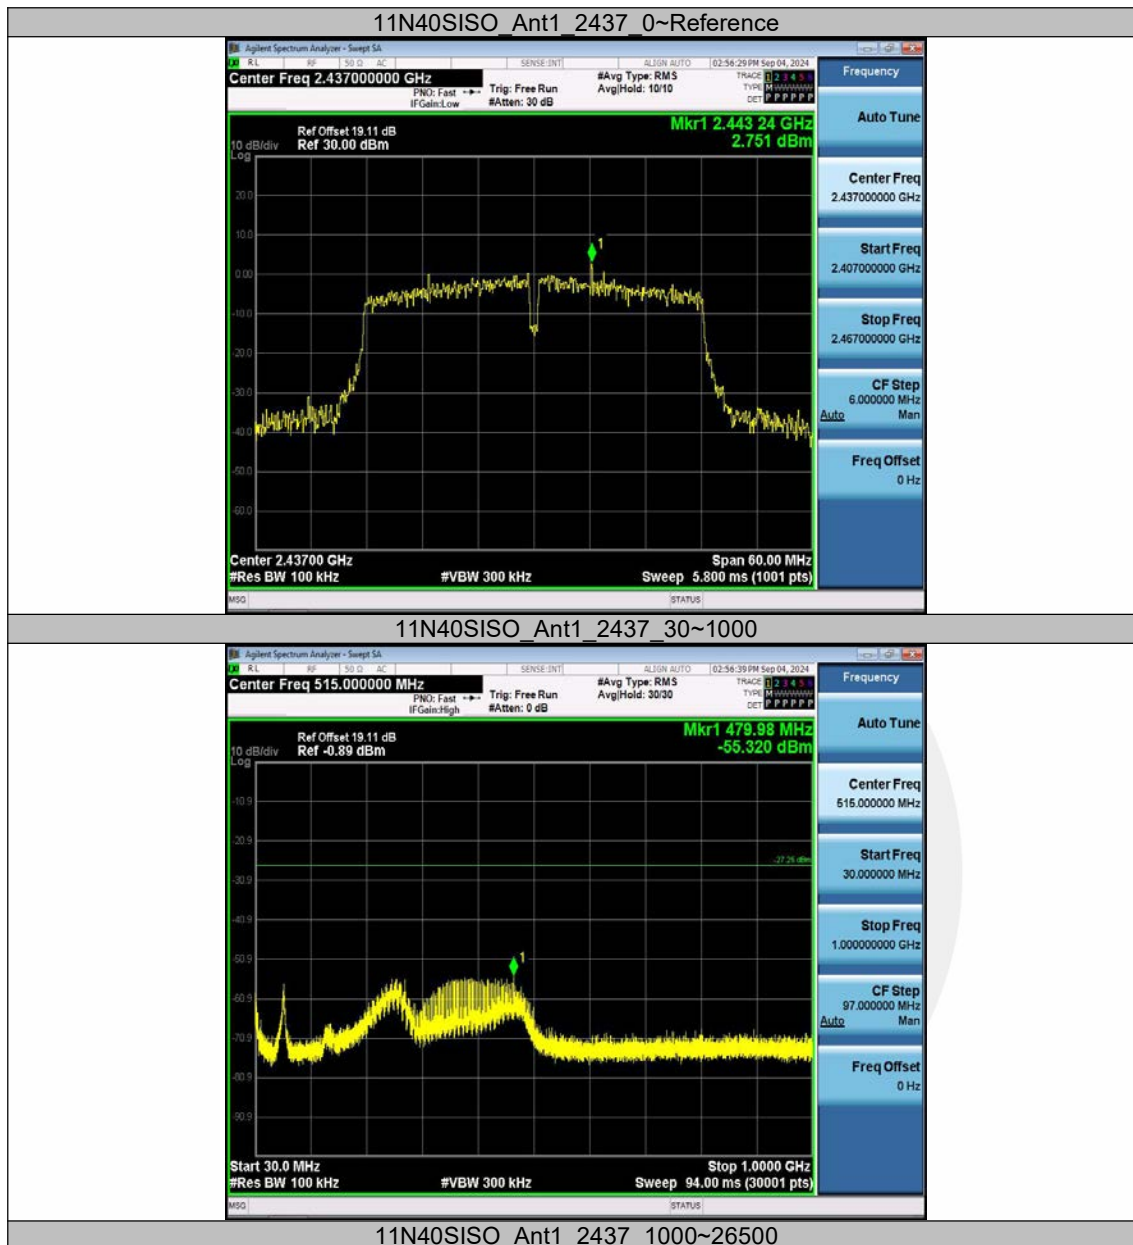 11N40SISO_Ant1_2437_0~Reference
Agilent Spectrum Analyzer - Swept SA
RL RF 50 Ω AC SENSE:INT ALIGN AUTO 02:56:29 PM Sep 04, 2024
Center Freq 2.437000000 GHz
#Avg Type: RMS
TRACE 1 2 3 4 5 6
PNO: Fast Trig: Free Run
Avg|Hold: 10/10
TYPE M
IFGain:Low #Atten: 30 dB
DET P P P P P P
Mkr1 2.443 24 GHz
2.751 dBm
Ref Offset 19.11 dB
10 dB/div Ref 30.00 dBm
Log
20.0
10.0
0.00
-10.0
-20.0
-30.0
-40.0
-50.0
-60.0
1
Center 2.43700 GHz
Span 60.00 MHz
#Res BW 100 kHz
#VBW 300 kHz
Sweep 5.800 ms (1001 pts)
MSG
STATUS
Frequency
Auto Tune
Center Freq
2.437000000 GHz
Start Freq
2.407000000 GHz
Stop Freq
2.467000000 GHz
CF Step
6.000000 MHz
Auto Man
Freq Offset
0 Hz
11N40SISO_Ant1_2437_30~1000
Agilent Spectrum Analyzer - Swept SA
RL RF 50 Ω AC SENSE:INT ALIGN AUTO 02:56:39 PM Sep 04, 2024
Center Freq 515.000000 MHz
#Avg Type: RMS
TRACE 1 2 3 4 5 6
PNO: Fast Trig: Free Run
Avg|Hold: 30/30
TYPE M
IFGain:High #Atten: 0 dB
DET P P P P P P
Mkr1 479.98 MHz
-55.320 dBm
Ref Offset 19.11 dB
10 dB/div Ref -0.89 dBm
Log
-10.9
-20.9
-30.9
-40.9
-50.9
-60.9
-70.9
-80.9
-90.9
1
Start 30.0 MHz
Stop 1.0000 GHz
#Res BW 100 kHz
#VBW 300 kHz
Sweep 94.00 ms (30001 pts)
MSG
STATUS
Frequency
Auto Tune
Center Freq
515.000000 MHz
Start Freq
30.000000 MHz
Stop Freq
1.000000000 GHz
CF Step
97.000000 MHz
Auto Man
Freq Offset
0 Hz
11N40SISO_Ant1_2437_1000~26500